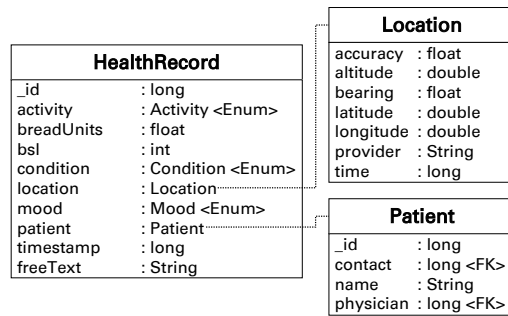 HealthRecord
_id : long
activity : Activity <Enum>
breadUnits : float
bsl : int
condition : Condition <Enum>
location : Location
mood : Mood <Enum>
patient : Patient
timestamp : long
freeText : String
Location
accuracy : float
altitude : double
bearing : float
latitude : double
longitude : double
provider : String
time : long
Patient
_id : long
contact : long <FK>
name : String
physician : long <FK>